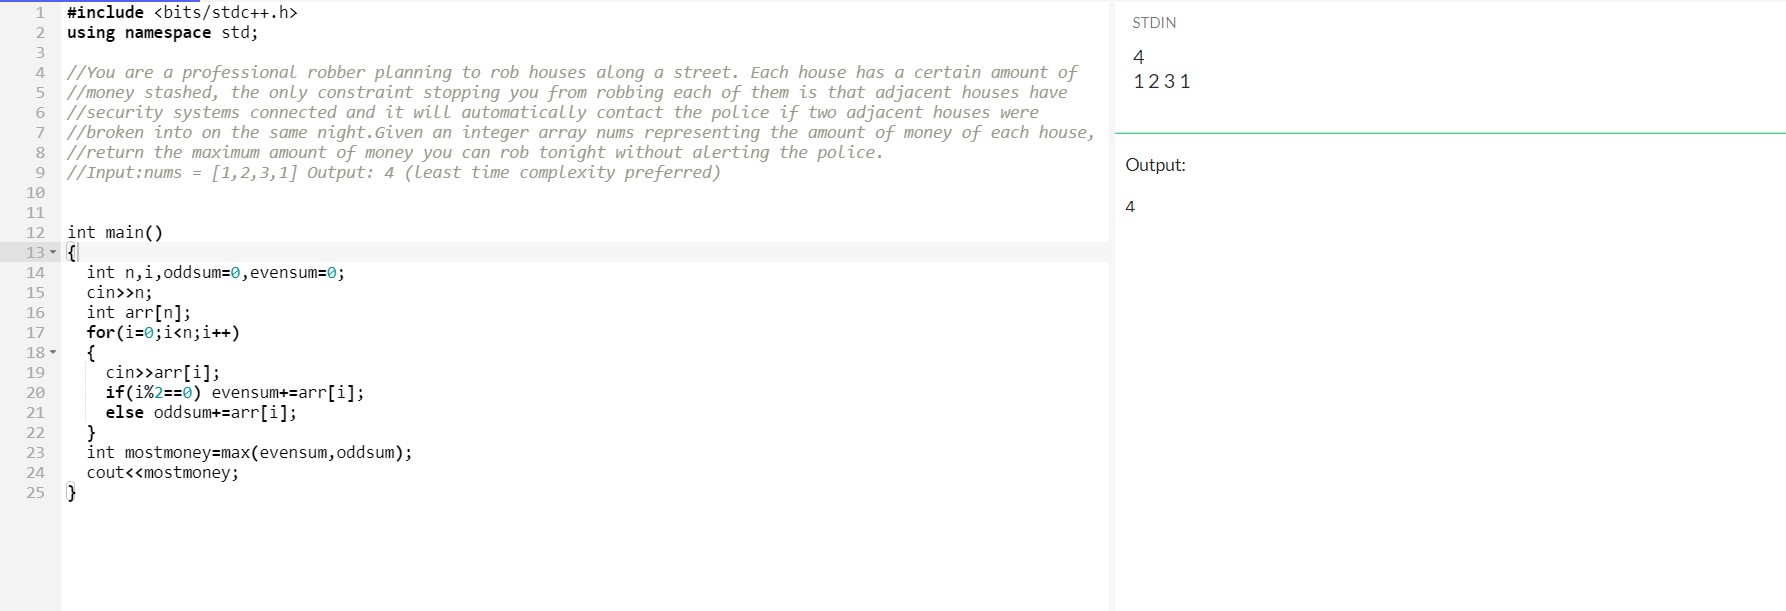 1 #include <bits/stdc++.h>
2 using namespace std;
3
4 //You are a professional robber planning to rob houses along a street. Each house has a certain amount of
5 //money stashed, the only constraint stopping you from robbing each of them is that adjacent houses have
6 //security systems connected and it will automatically contact the police if two adjacent houses were
7 //broken into on the same night.Given an integer array nums representing the amount of money of each house,
8 //return the maximum amount of money you can rob tonight without alerting the police.
9 //Input:nums = [1,2,3,1] Output: 4 (least time complexity preferred)
10
11
12 int main()
13 {
14 int n,i,oddsum=0,evensum=0;
15 cin>>n;
16 int arr[n];
17 for(i=0;i<n;i++)
18 {
19 cin>>arr[i];
20 if(i%2==0) evensum+=arr[i];
21 else oddsum+=arr[i];
22 }
23 int mostmoney=max(evensum,oddsum);
24 cout<<mostmoney;
25 }
STDIN
4
1 2 3 1
Output:
4